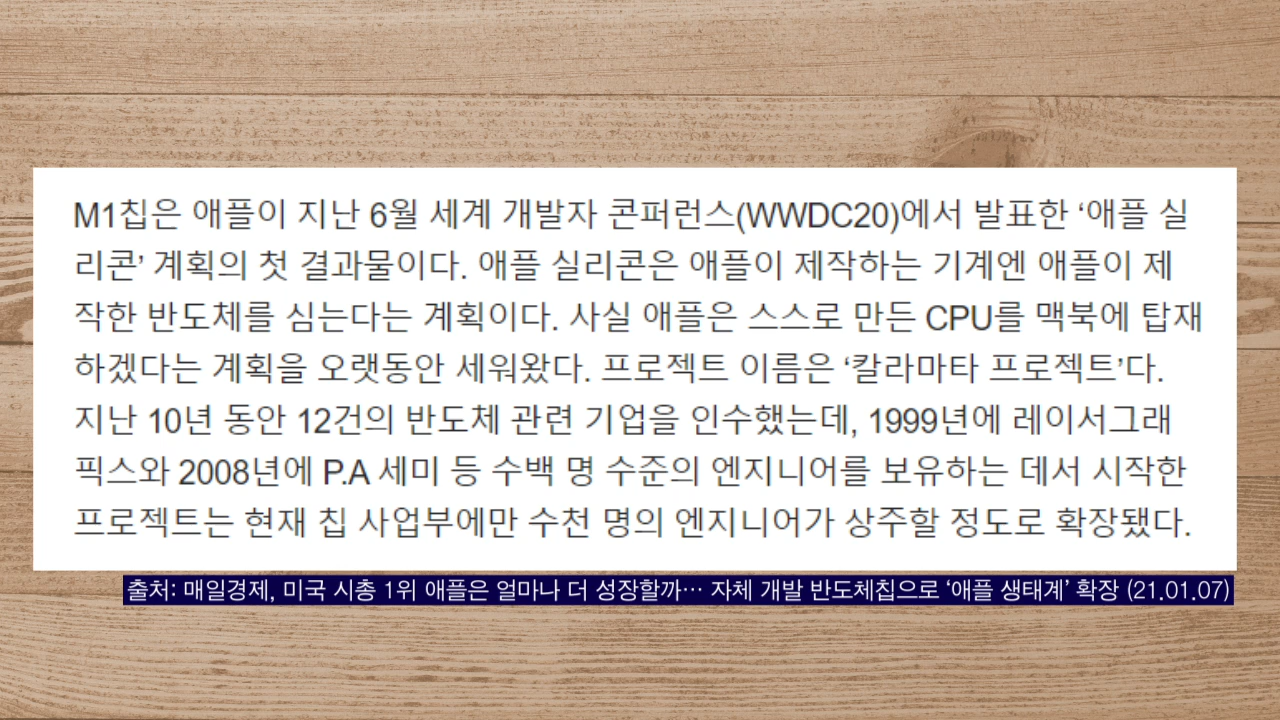 M1칩은 애플이 지난 6월 세계 개발자 콘퍼런스(WWDC20)에서 발표한 ‘애플 실
리콘’ 계획의 첫 결과물이다. 애플 실리콘은 애플이 제작하는 기계엔 애플이 제
작한 반도체를 심는다는 계획이다. 사실 애플은 스스로 만든 CPU를 맥북에 탑재
하겠다는 계획을 오랫동안 세워왔다. 프로젝트 이름은 ‘칼라마타 프로젝트’다.
지난 10년 동안 12건의 반도체 관련 기업을 인수했는데, 1999년에 레이서그래
픽스와 2008년에 P.A 세미 등 수백 명 수준의 엔지니어를 보유하는 데서 시작한
프로젝트는 현재 칩 사업부에만 수천 명의 엔지니어가 상주할 정도로 확장됐다.
출처: 매일경제, 미국 시총 1위 애플은 얼마나 더 성장할까… 자체 개발 반도체칩으로 ‘애플 생태계’ 확장 (21.01.07)